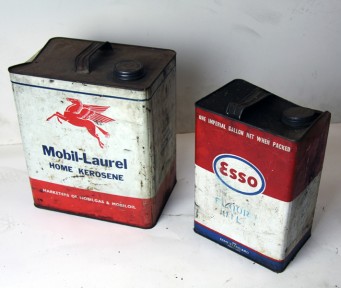 Mobil-Laurel
HOME KEROSENE
MARKETERS OF MOBILGAS & MOBILOIL
ONE IMPERIAL GALLON NET WHEN PACKED
Esso